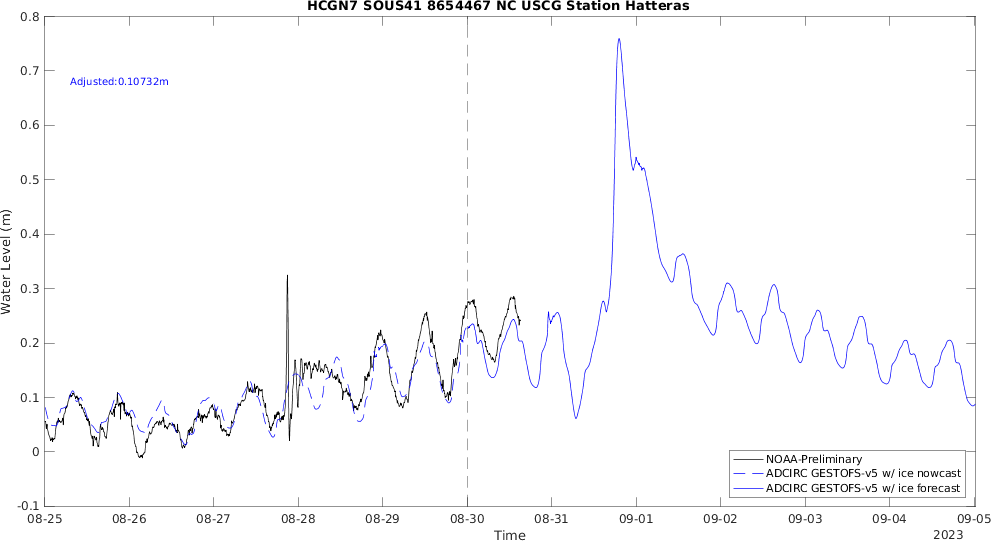 HCGN7 SOUS41 8654467 NC USCG Station Hatteras
0.8
0.7
0.6
0.5
0.4
0.3
0.2
0.1
0
-0.1
Water Level (m)
Adjusted:0.10732m
NOAA-Preliminary
ADCIRC GESTOFS-v5 w/ ice nowcast
ADCIRC GESTOFS-v5 w/ ice forecast
08-25 08-26 08-27 08-28 08-29 08-30 08-31 09-01 09-02 09-03 09-04 09-05
Time
2023